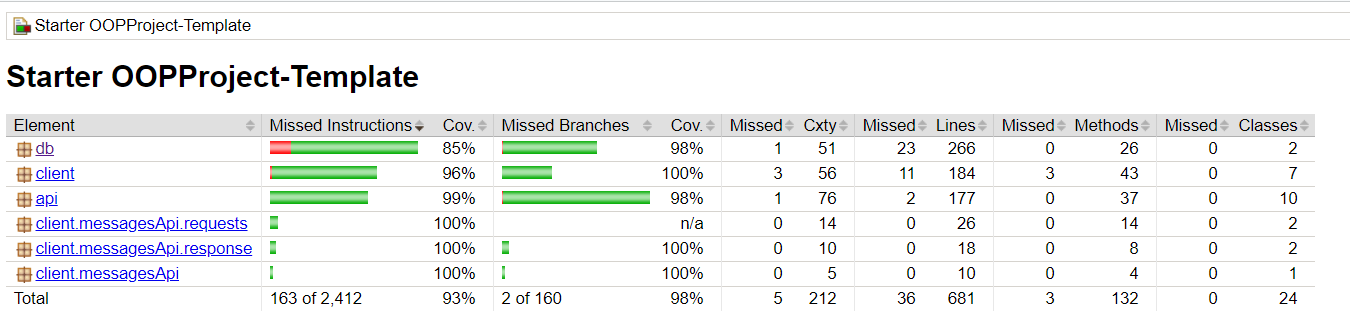 Starter OOPProject-Template
Starter OOPProject-Template
Element Missed Instructions Cov. Missed Branches Cov. Missed Cxty Missed Lines Missed Methods Missed Classes
db 85% 98% 1 51 23 266 0 26 0 2
client 96% 100% 3 56 11 184 3 43 0 7
api 99% 98% 1 76 2 177 0 37 0 10
client.messagesApi.requests 100% n/a 0 14 0 26 0 14 0 2
client.messagesApi.response 100% 100% 0 10 0 18 0 8 0 2
client.messagesApi 100% 100% 0 5 0 10 0 4 0 1
Total 163 of 2,412 93% 2 of 160 98% 5 212 36 681 3 132 0 24